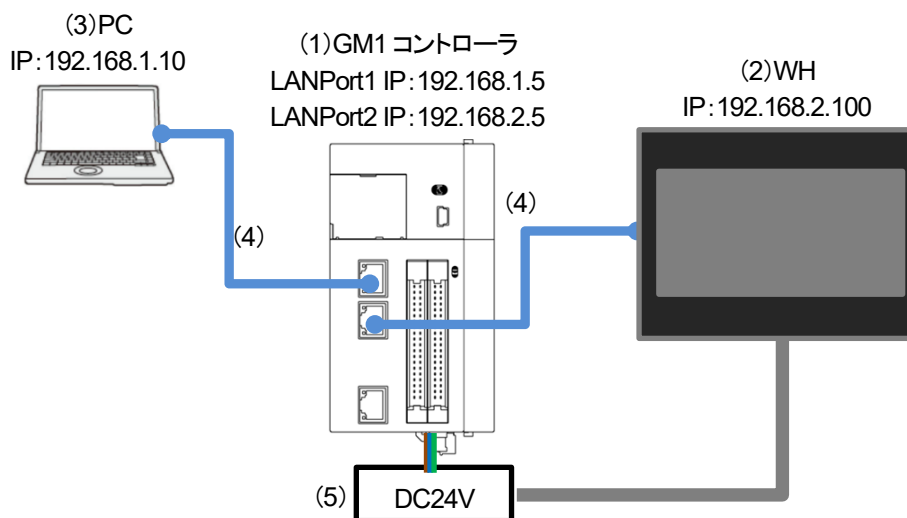 (3)PC
IP:192.168.1.10
(1)GM1 コントローラ
LANPort1 IP:192.168.1.5
LANPort2 IP:192.168.2.5
(2)WH
IP:192.168.2.100
(4)
(4)
(5)
DC24V